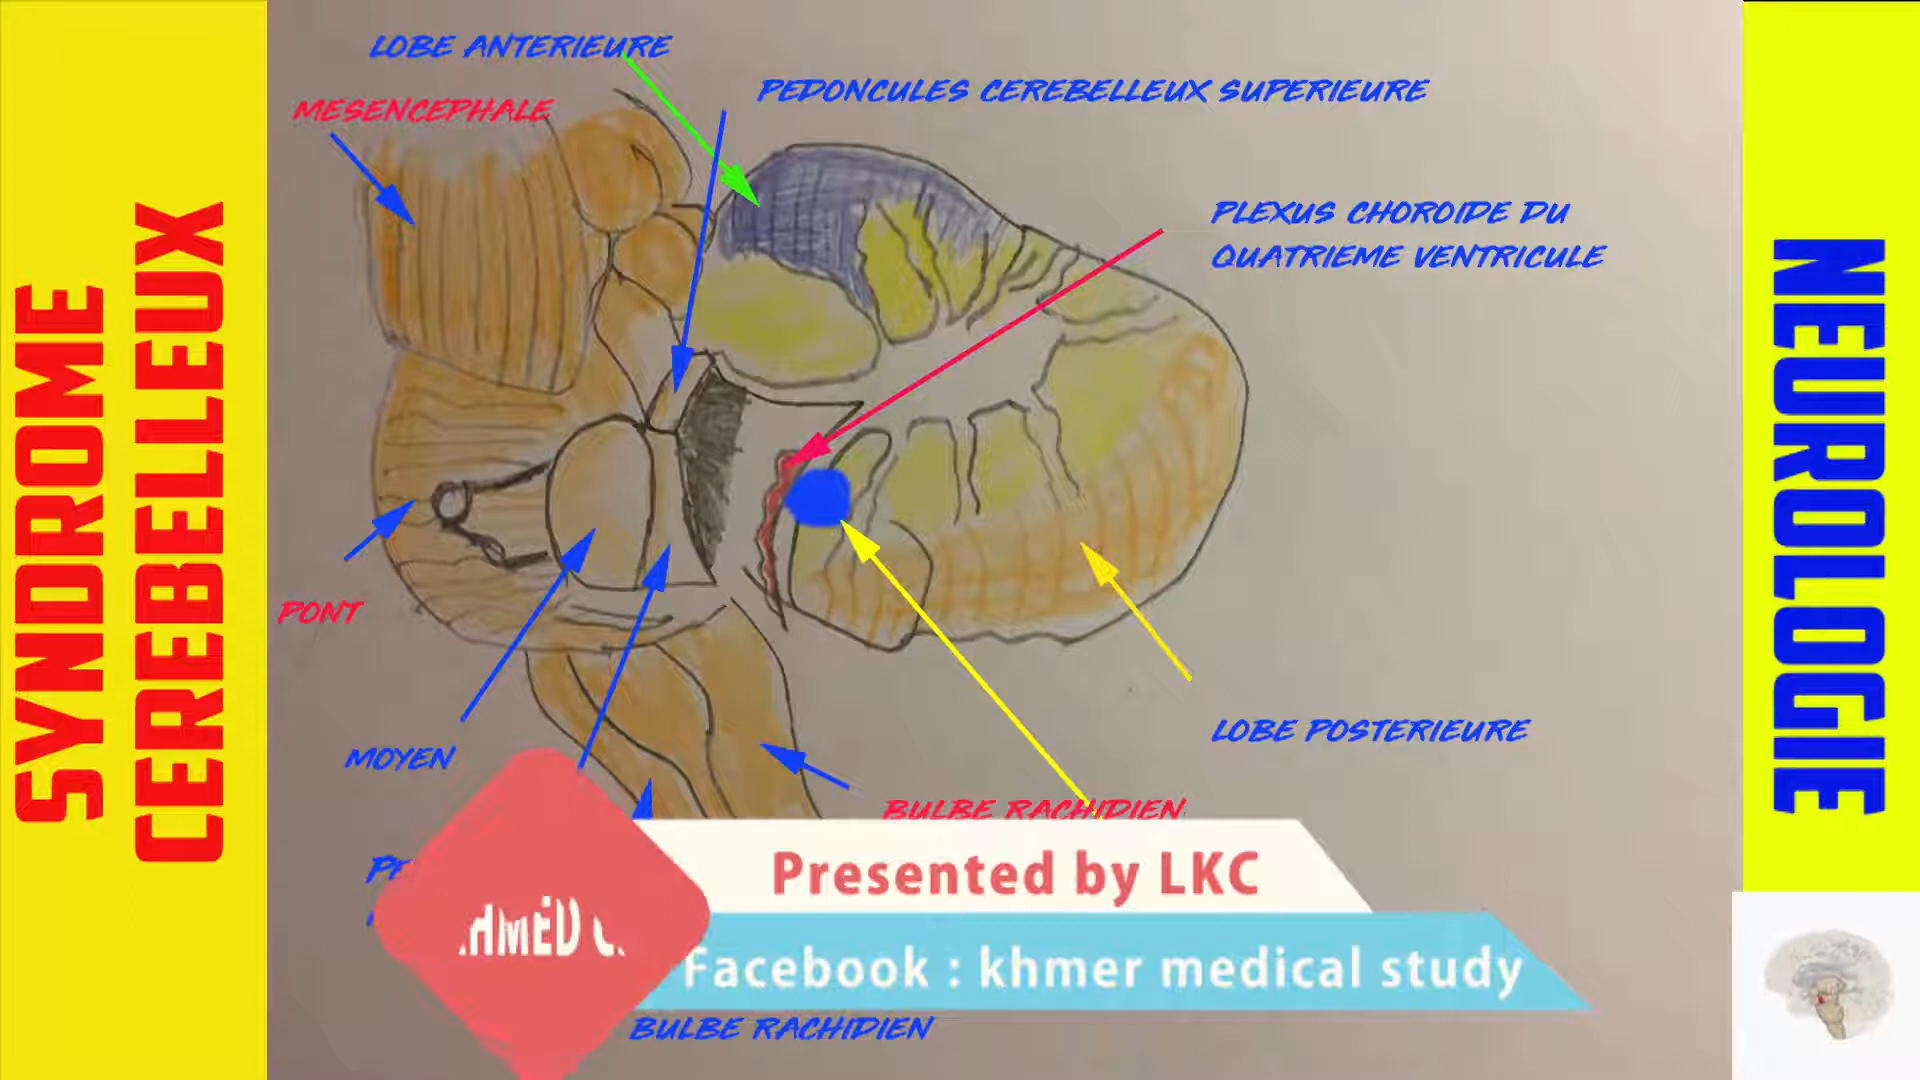 SYNDROME
CEREBELLEUX
LOBE ANTERIEURE
PEDONCULES CEREBELLEUX SUPERIEURE
MESENCEPHALE
PLEXUS CHOROIDE DU
QUATRIEME VENTRICULE
PONT
MOYEN
LOBE POSTERIEURE
BULBE RACHIDIEN
Presented by LKC
Facebook : khmer medical study
BULBE RACHIDIEN
NEUROLOGIE